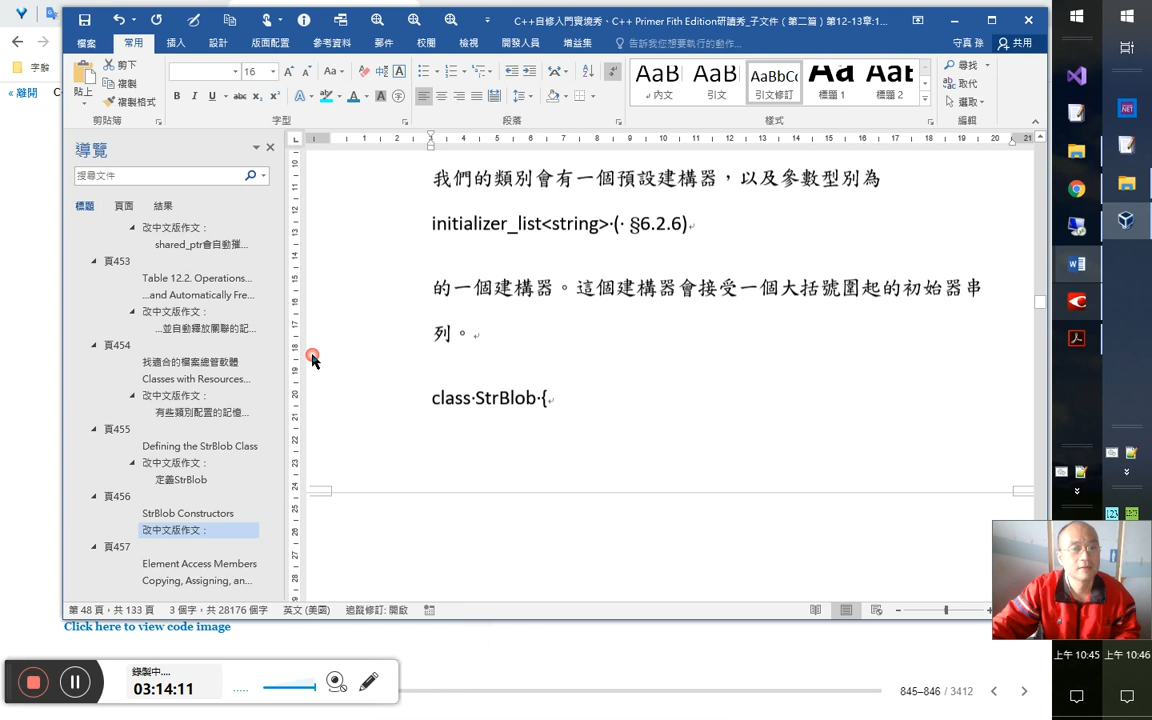 C++自修入門實境秀、C++ Primer Fith Edition研讀秀_子文件（第二篇）第12-13章:1...
檔案
常用
插入
設計
版面配置
參考資料
郵件
校閱
檢視
開發人員
增益集
告訴我您想要執行的動作...
守真 孫
共用
字幹
« 離開
貼上
剪下
複製
複製格式
剪貼簿
16
Aa
B I U abc x₂ x²
字型
段落
AaB
↲內文
AaB
引文
AaBbCc
引文修訂
Aa
標題 1
Aat
標題 2
樣式
尋找
取代
選取
編輯
導覽
搜尋文件
標題
頁面
結果
改中文版作文：
shared_ptr會自動摧...
頁453
Table 12.2. Operations...
...and Automatically Fre...
改中文版作文：
...並自動釋放關聯的記...
頁454
找適合的檔案總管軟體
Classes with Resources...
改中文版作文：
有些類別配置的記憶...
頁455
Defining the StrBlob Class
改中文版作文：
定義StrBlob
頁456
StrBlob Constructors
改中文版作文：
頁457
Element Access Members
Copying, Assigning, an...
我們的類別會有一個預設建構器，以及參數型別為
initializer_list<string>·(·§6.2.6)
的一個建構器。這個建構器會接受一個大括號圍起的初始器串
列。
class·StrBlob·{
第 48 頁，共 133 頁
3 個字，共 28176 個字
英文 (美國)
追蹤修訂: 開啟
Click here to view code image
錄製中....
03:14:11
845–846 / 3412
上午 10:45
上午 10:46